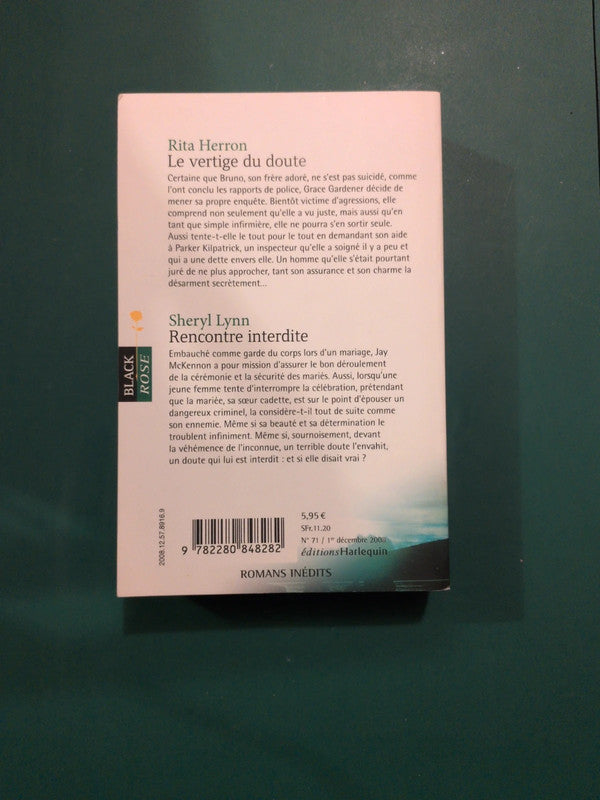 Rita Herron
Le vertige du doute
Certaine que Bruno, son frère adoré, ne s'est pas suicidé, comme
l'ont conclu les rapports de police, Grace Gardener décide de
mener sa propre enquête. Bientôt victime d'agressions, elle
comprend non seulement qu'elle a vu juste, mais aussi qu'en
tant que simple infirmière, elle ne pourra s'en sortir seule.
Aussi tente-t-elle le tout pour le tout en demandant son aide
à Parker Kilpatrick, un inspecteur qu'elle a soigné il y a peu et
qui a une dette envers elle. Un homme qu'elle s'était pourtant
juré de ne plus approcher, tant son assurance et son charme la
désarment secrètement...
Sheryl Lynn
Rencontre interdite
Embauché comme garde du corps lors d'un mariage, Jay
McKennon a pour mission d'assurer le bon déroulement
de la cérémonie et la sécurité des mariés. Aussi, lorsqu'une
jeune femme tente d'interrompre la célébration, prétendant
que la mariée, sa sœur cadette, est sur le point d'épouser un
dangereux criminel, la considère-t-il tout de suite comme
son ennemie. Même si sa beauté et sa détermination le
troublent infiniment. Même si, sournoisement, devant
la véhémence de l'inconnue, un terrible doute l'envahit,
un doute qui lui est interdit : et si elle disait vrai ?
BLACK
ROSE
2008.12.57.8916.9
9 782280 848282
5,95 €
SFr.11.20
N° 71 / 1er décembre
éditionsHarlequin
ROMANS INÉDITS